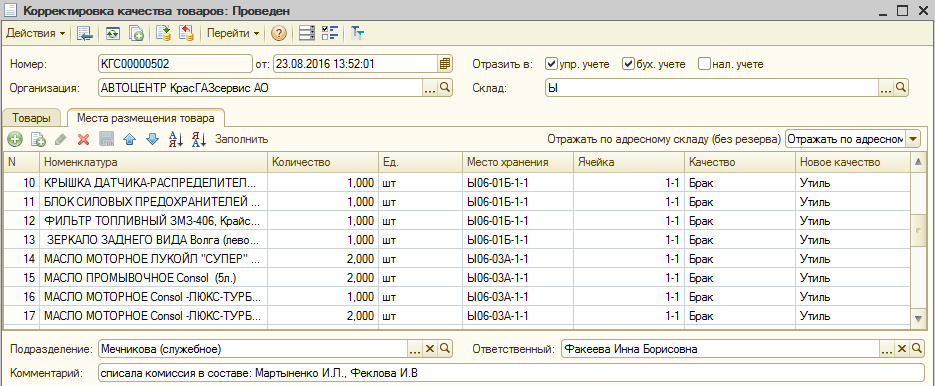 Корректировка качества товаров: Проведен
Действия Перейти
Номер: КГС00000502 от: 23.08.2016 13:52:01 Отразить в: упр. учете бух. учете нал. учете
Организация: АВТОЦЕНТР КрасГАЗсервис АО ... Склад: Ы ...
Товары Места размещения товара
Заполнить Отражать по адресному складу (без резерва) Отражать по адресном
N Номенклатура Количество Ед. Место хранения Ячейка Качество Новое качество
10 КРЫШКА ДАТЧИКА-РАСПРЕДЕЛИТЕЛ... 1,000 шт Ы06-01Б-1-1 1-1 Брак Утиль
11 БЛОК СИЛОВЫХ ПРЕДОХРАНИТЕЛЕЙ ... 1,000 шт Ы06-01Б-1-1 1-1 Брак Утиль
12 ФИЛЬТР ТОПЛИВНЫЙ ЗМЗ-406, Крайс... 1,000 шт Ы06-01Б-1-1 1-1 Брак Утиль
13 ЗЕРКАЛО ЗАДНЕГО ВИДА Волга (лево... 1,000 шт Ы06-01Б-1-1 1-1 Брак Утиль
14 МАСЛО МОТОРНОЕ ЛУКОЙЛ "СУПЕР" ... 2,000 шт Ы06-03А-1-1 1-1 Брак Утиль
15 МАСЛО ПРОМЫВОЧНОЕ Consol (5л.) 2,000 шт Ы06-03А-1-1 1-1 Брак Утиль
16 МАСЛО МОТОРНОЕ Consol -ЛЮКС-ТУРБ... 1,000 шт Ы06-03А-1-1 1-1 Брак Утиль
17 МАСЛО МОТОРНОЕ Consol -ЛЮКС-ТУРБ... 2,000 шт Ы06-03А-1-1 1-1 Брак Утиль
Подразделение: Мечникова (служебное) ... Ответственный: Факеева Инна Борисовна ...
Комментарий: списала комиссия в составе: Мартыненко И.Л., Феклова И.В